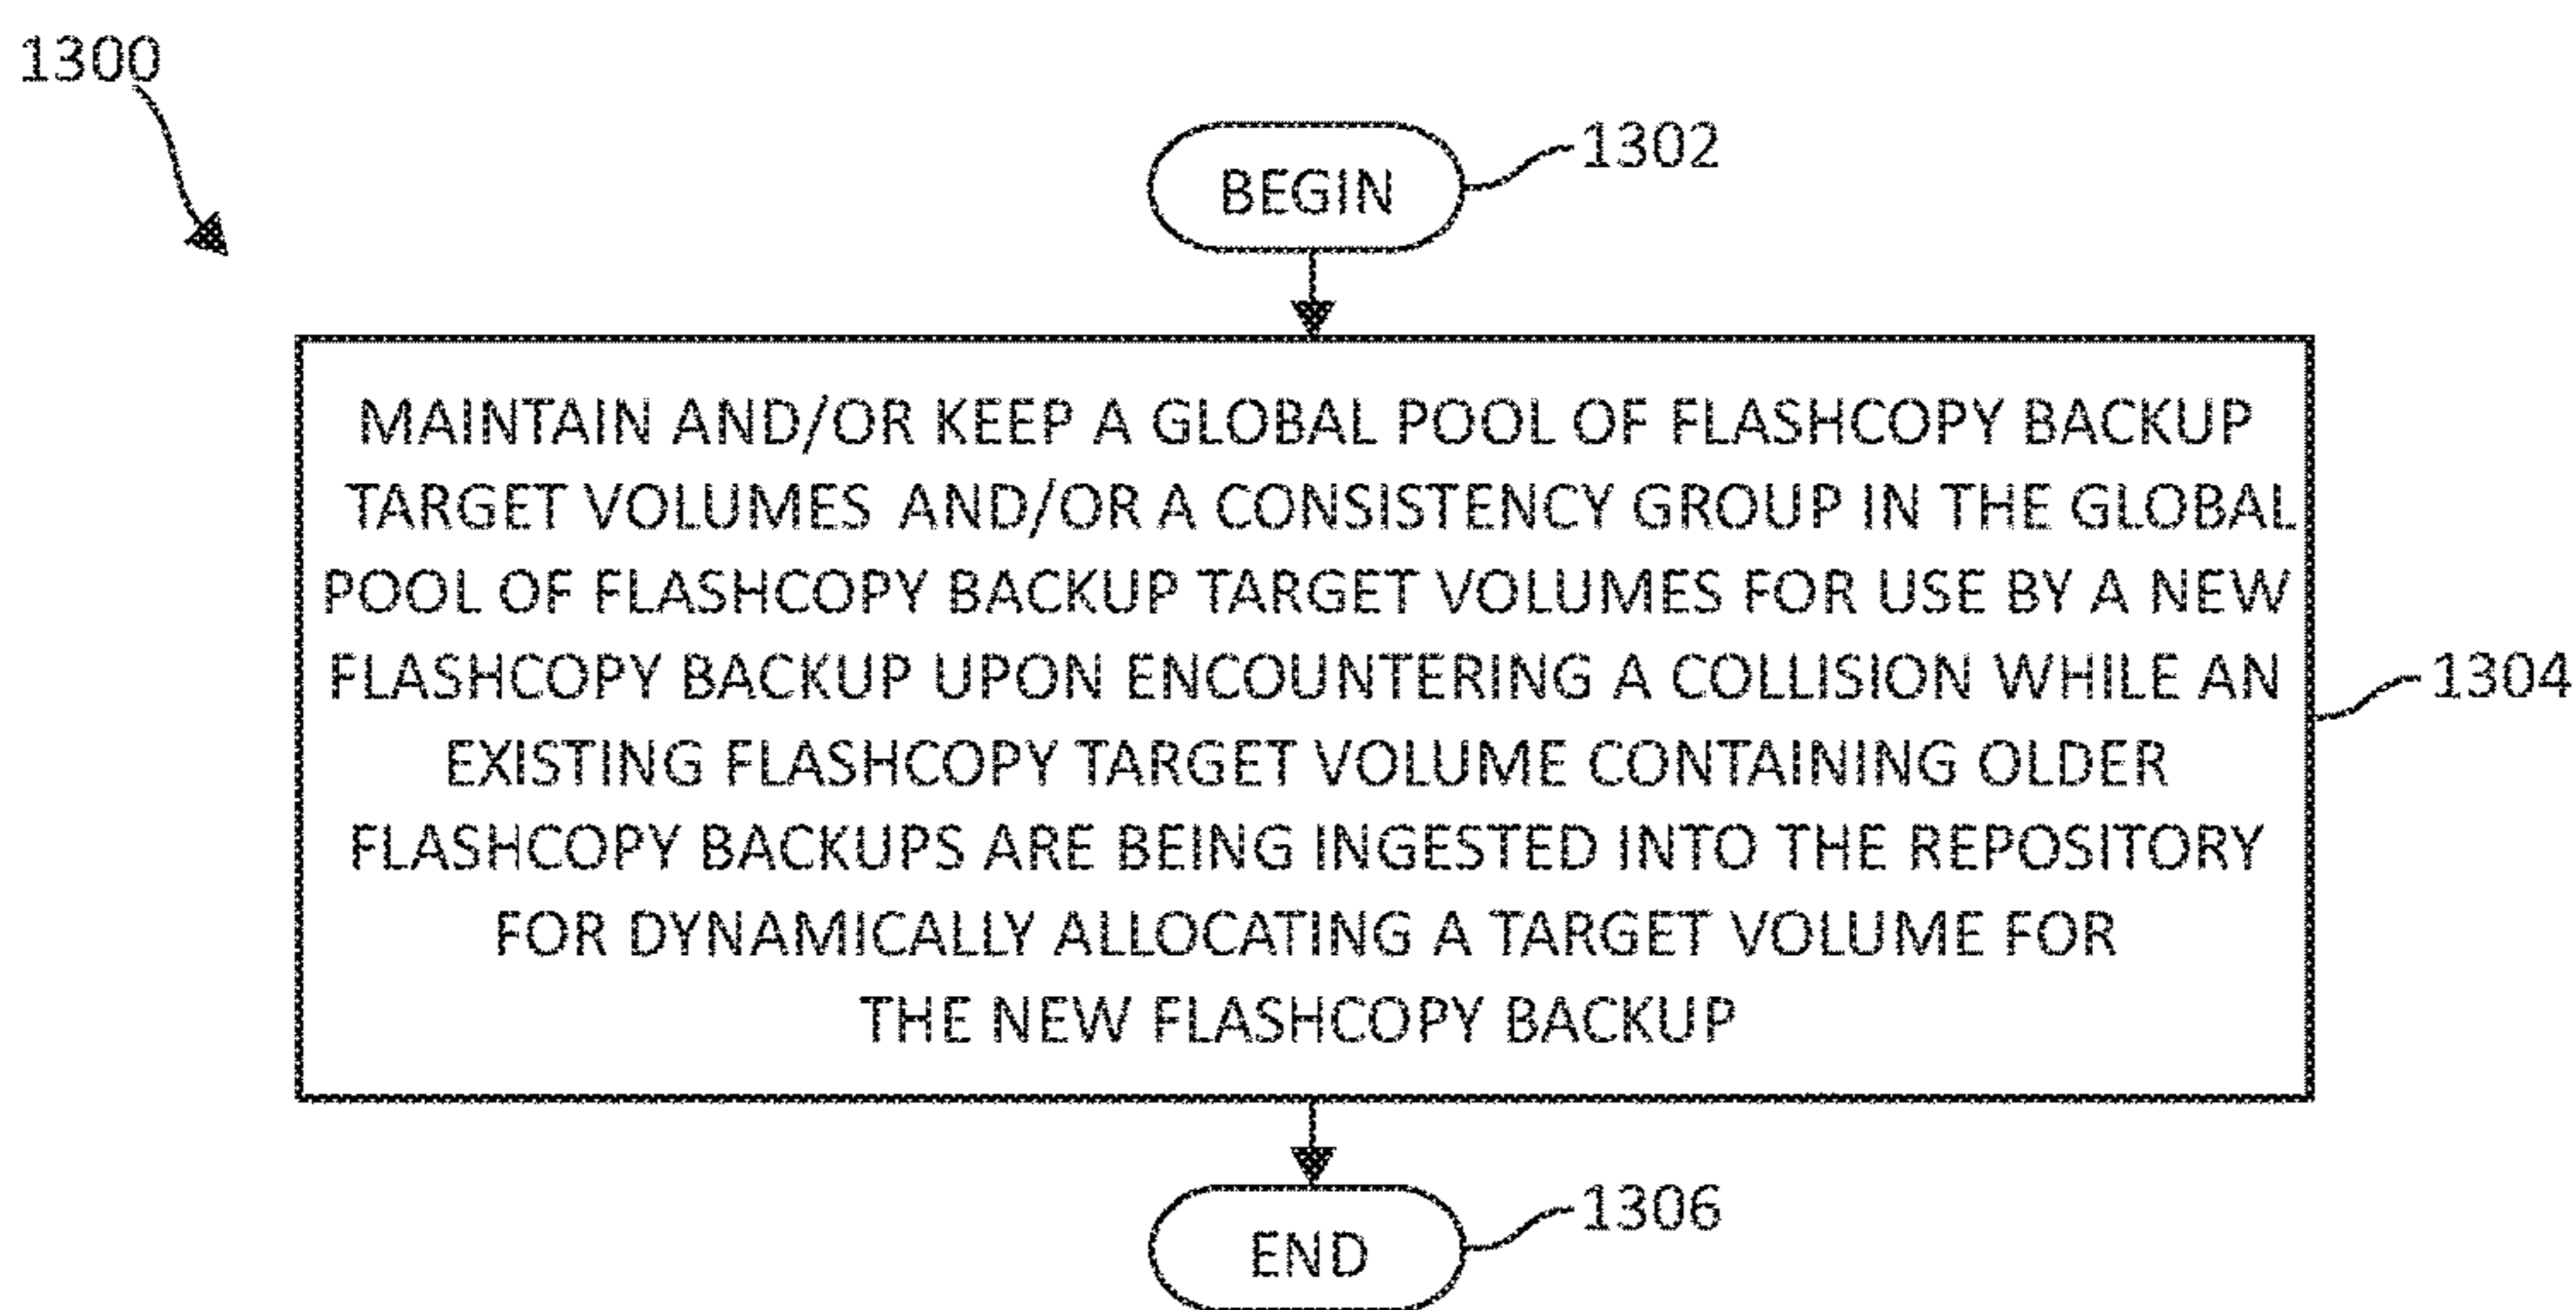 1300
BEGIN
1302
MAINTAIN AND/OR KEEP A GLOBAL POOL OF FLASHCOPY BACKUP
TARGET VOLUMES AND/OR A CONSISTENCY GROUP IN THE GLOBAL
POOL OF FLASHCOPY BACKUP TARGET VOLUMES FOR USE BY A NEW
FLASHCOPY BACKUP UPON ENCOUNTERING A COLLISION WHILE AN
EXISTING FLASHCOPY TARGET VOLUME CONTAINING OLDER
FLASHCOPY BACKUPS ARE BEING INGESTED INTO THE REPOSITORY
FOR DYNAMICALLY ALLOCATING A TARGET VOLUME FOR
THE NEW FLASHCOPY BACKUP
1304
END
1306